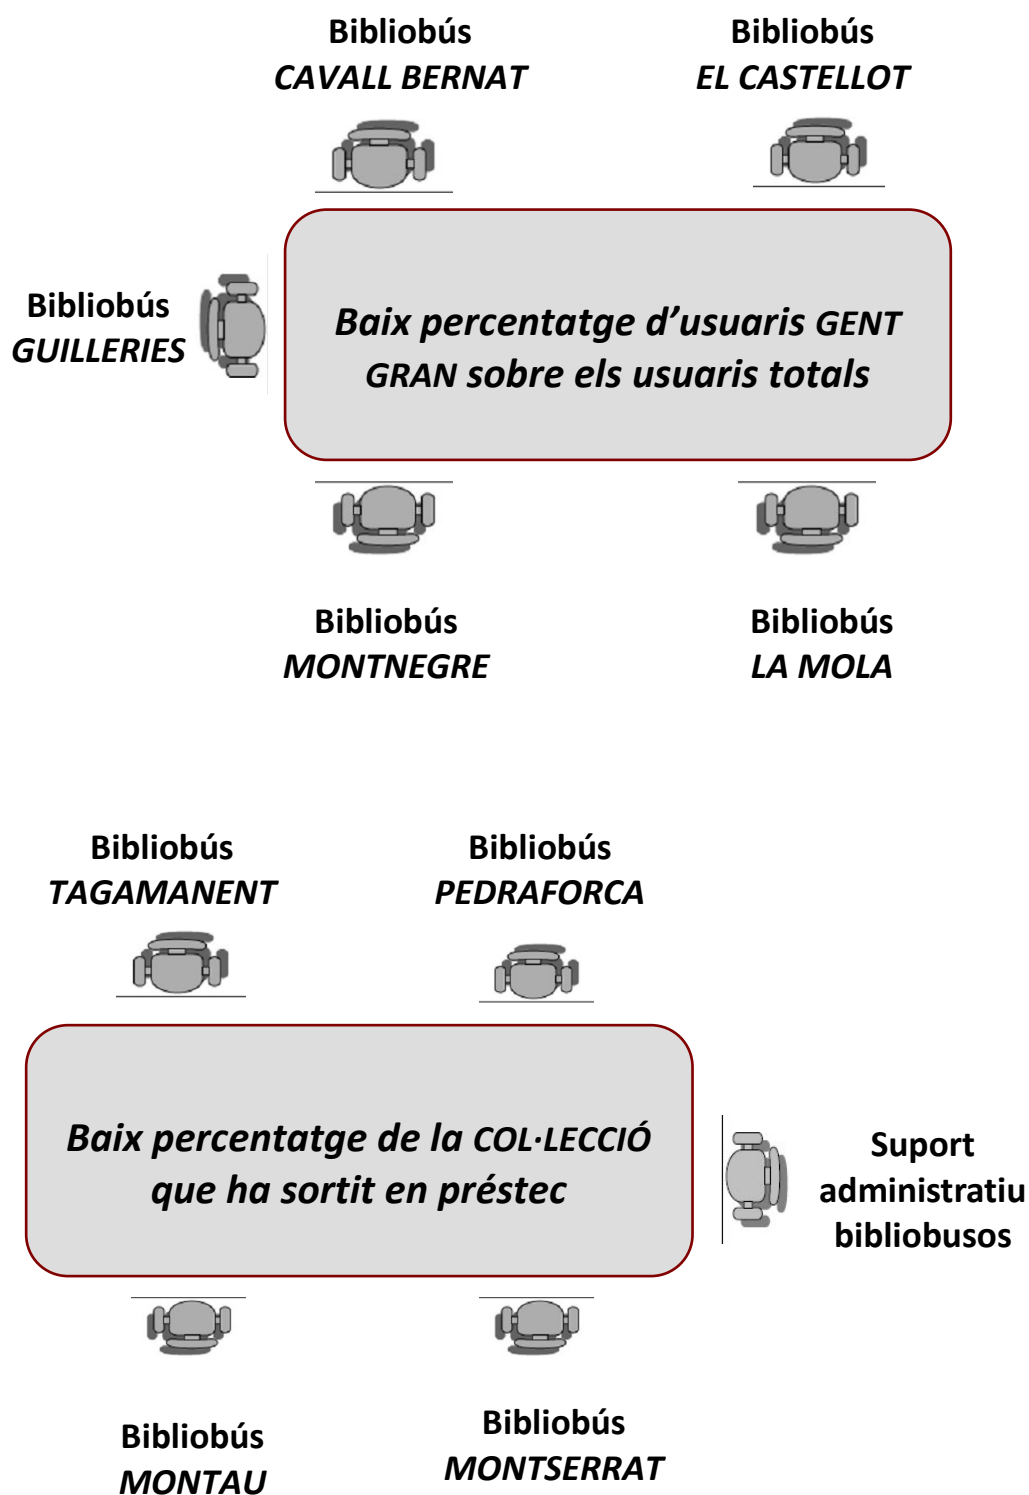 Bibliobús
CAVALL BERNAT
Bibliobús
EL CASTELLOT
Bibliobús
GUILLERIES
Baix percentatge d’usuaris GENT
GRAN sobre els usuaris totals
Bibliobús
MONTNEGRE
Bibliobús
LA MOLA
Bibliobús
TAGAMANENT
Bibliobús
PEDRAFORCA
Baix percentatge de la COL·LECCIÓ
que ha sortit en préstec
Suport
administratiu
bibliobusos
Bibliobús
MONTAU
Bibliobús
MONTSERRAT